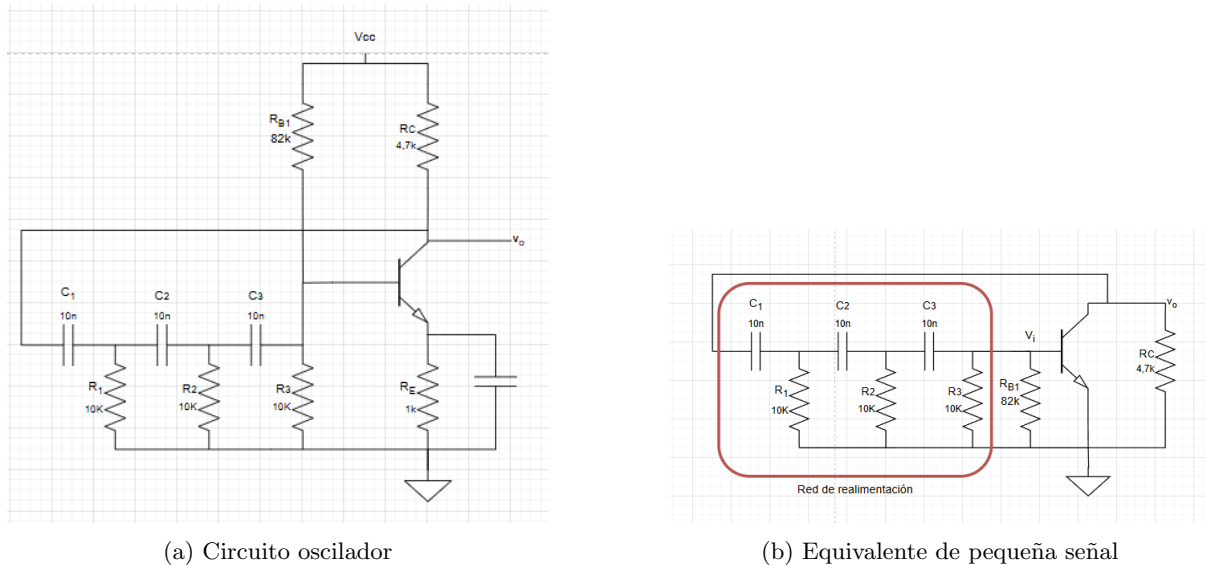 Vcc
RB1
82k
RC
4,7k
vo
C1
10n
C2
10n
C3
10n
R1
10K
R2
10K
R3
10K
RE
1k
(a) Circuito oscilador
C1
10n
C2
10n
C3
10n
Vi
vo
R1
10K
R2
10K
R3
10K
RB1
82k
RC
4,7k
Red de realimentación
(b) Equivalente de pequeña señal